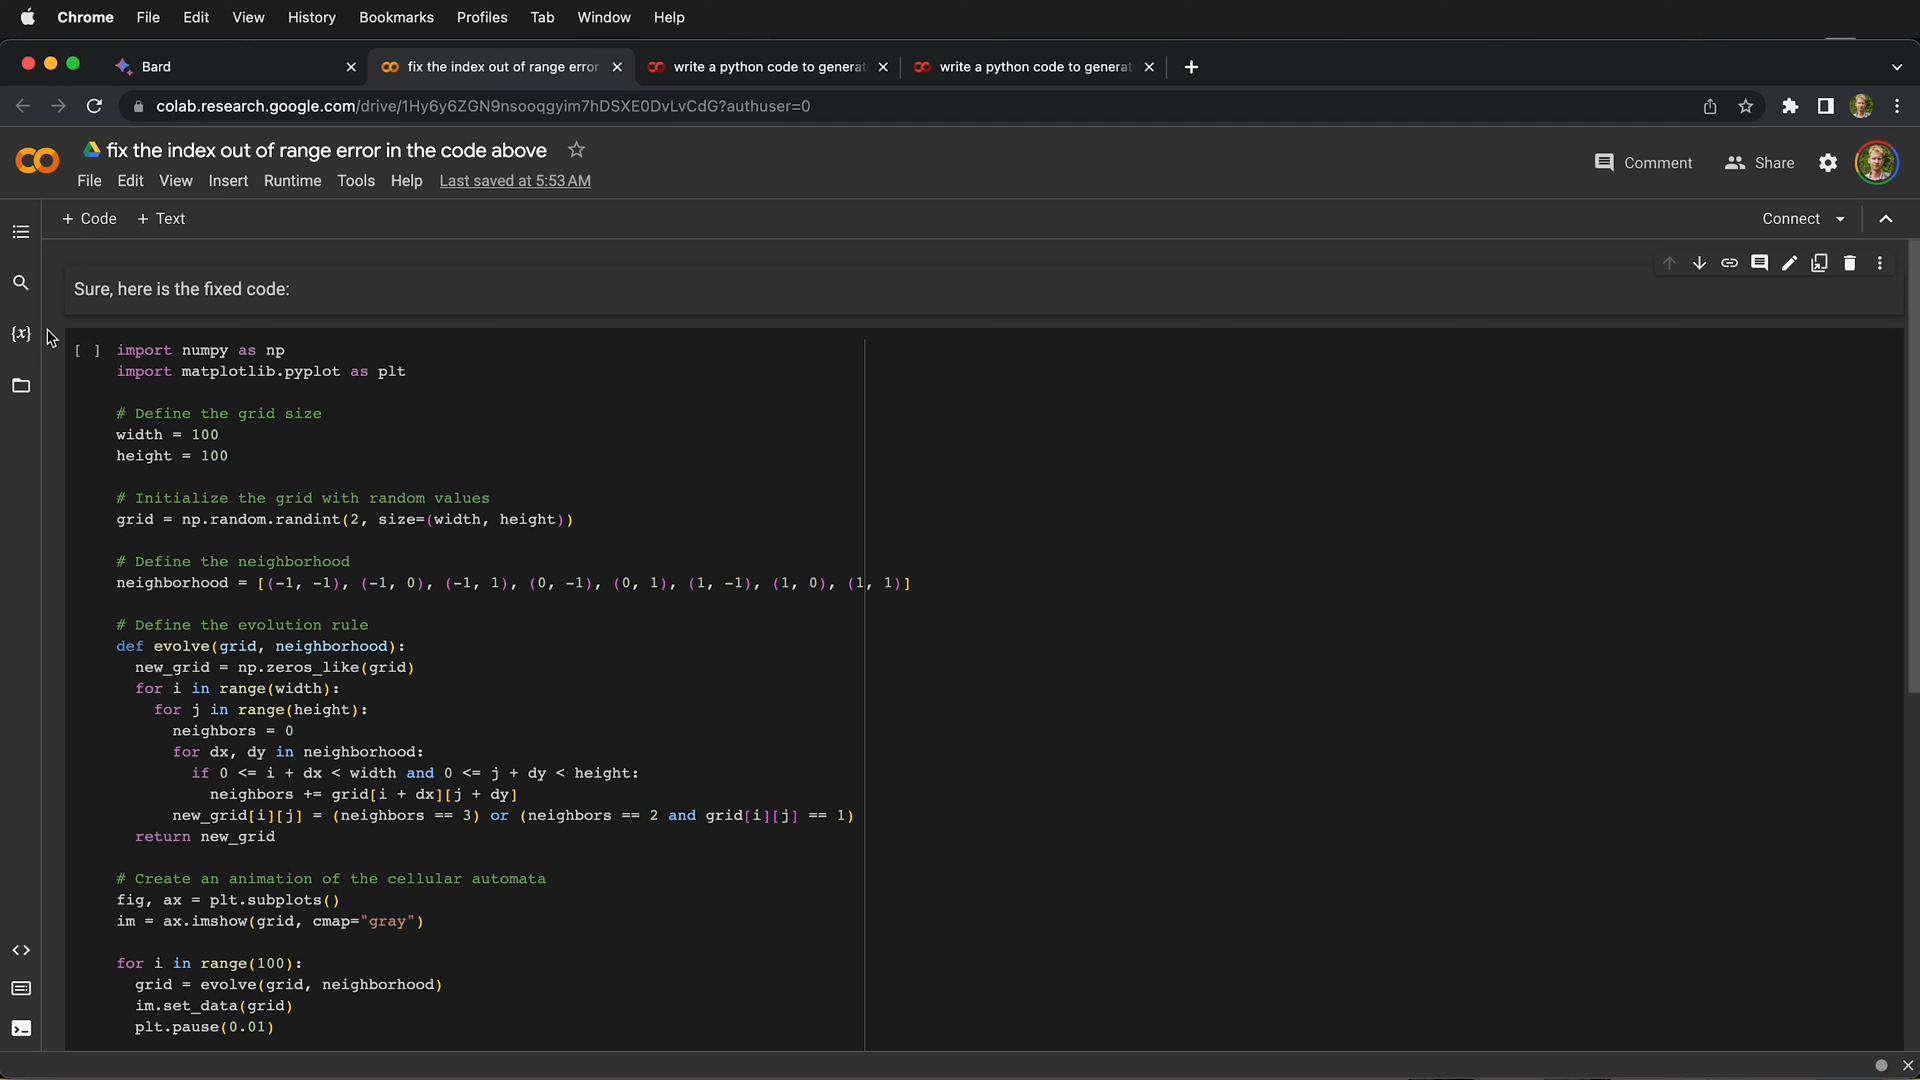 Chrome File Edit View History Bookmarks Profiles Tab Window Help
Bard fix the index out of range error write a python code to generat write a python code to generat
colab.research.google.com/drive/1Hy6y6ZGN9nsooqgyim7hDSXE0DvLvCdG?authuser=0
fix the index out of range error in the code above
Comment Share
File Edit View Insert Runtime Tools Help Last saved at 5:53 AM
+ Code + Text Connect
Sure, here is the fixed code:
{x}
[ ] import numpy as np
import matplotlib.pyplot as plt
# Define the grid size
width = 100
height = 100
# Initialize the grid with random values
grid = np.random.randint(2, size=(width, height))
# Define the neighborhood
neighborhood = [(-1, -1), (-1, 0), (-1, 1), (0, -1), (0, 1), (1, -1), (1, 0), (1, 1)]
# Define the evolution rule
def evolve(grid, neighborhood):
new_grid = np.zeros_like(grid)
for i in range(width):
for j in range(height):
neighbors = 0
for dx, dy in neighborhood:
if 0 <= i + dx < width and 0 <= j + dy < height:
neighbors += grid[i + dx][j + dy]
new_grid[i][j] = (neighbors == 3) or (neighbors == 2 and grid[i][j] == 1)
return new_grid
# Create an animation of the cellular automata
fig, ax = plt.subplots()
im = ax.imshow(grid, cmap="gray")
for i in range(100):
grid = evolve(grid, neighborhood)
im.set_data(grid)
plt.pause(0.01)